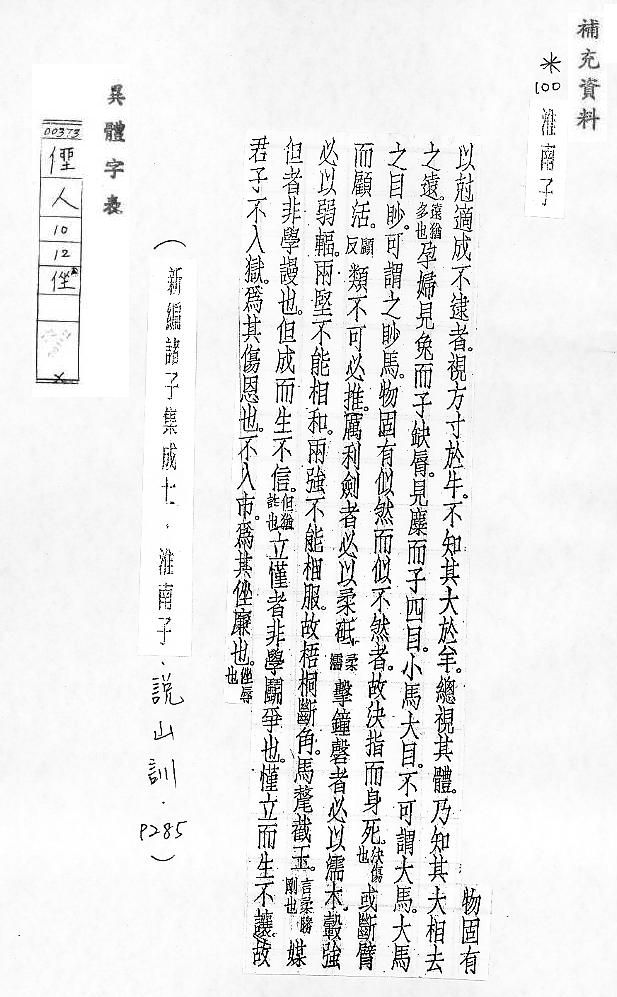 補充資料
*100 淮南子
物固有
以尅適成不逮者。視方寸於牛。不知其大於羊。總視其體。乃知其大相去
之遠。遠猶多也孕婦見兔而子缺脣。見麋而子四目。小馬大目。不可謂大馬。大馬
之目眇。可謂之眇馬。物固有似然而似不然者。故決指而身死。決傷也或斷臂
而顧活。顧反類不可必推。厲利劍者必以柔砥。柔濡擊鐘磬者必以濡木。轂強
必以弱輻。兩堅不能相和。兩強不能相服。故梧桐斷角。馬氂截玉。言柔勝剛也媒
但者非學謾也。但成而生不信。但猶詑也立慬者非學鬭爭也。慬立而生不讓。故
君子不入獄。爲其傷恩也。不入市。爲其㑗廉也。㑗辱也
(新編諸子集成七、淮南子、說山訓.P285)
異體字表
00373
俹
人
10
12
㑗